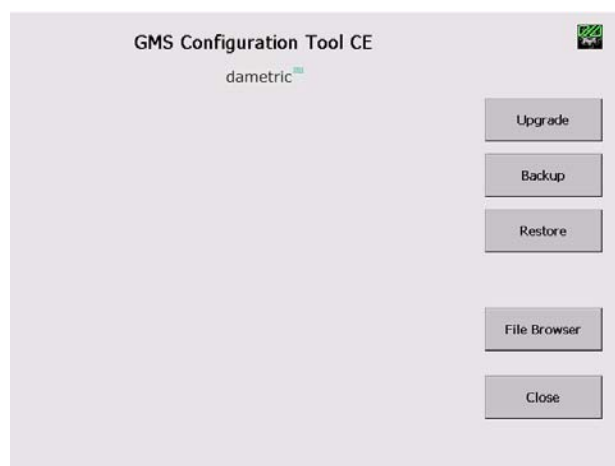 GMS Configuration Tool CE
dametric
Upgrade
Backup
Restore
File Browser
Close